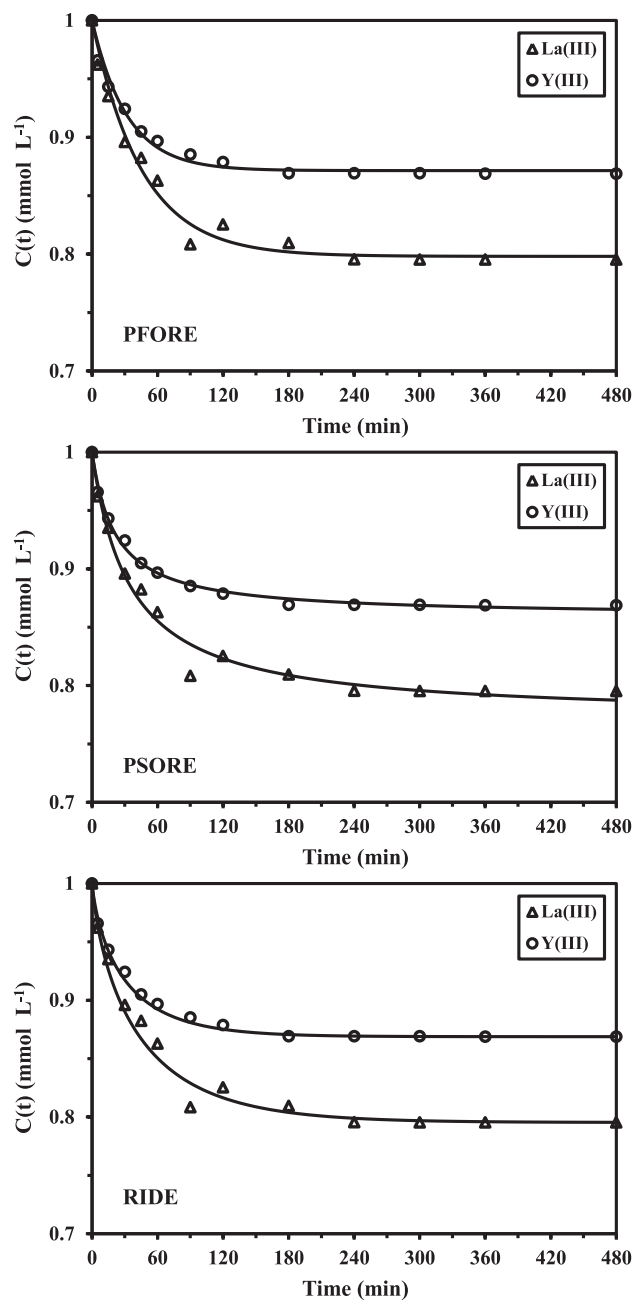 1
0.9
0.8
0.7
C(t) (mmol L⁻¹)
La(III)
Y(III)
PFORE
0 60 120 180 240 300 360 420 480
Time (min)
1
0.9
0.8
0.7
C(t) (mmol L⁻¹)
La(III)
Y(III)
PSORE
0 60 120 180 240 300 360 420 480
Time (min)
1
0.9
0.8
0.7
C(t) (mmol L⁻¹)
La(III)
Y(III)
RIDE
0 60 120 180 240 300 360 420 480
Time (min)